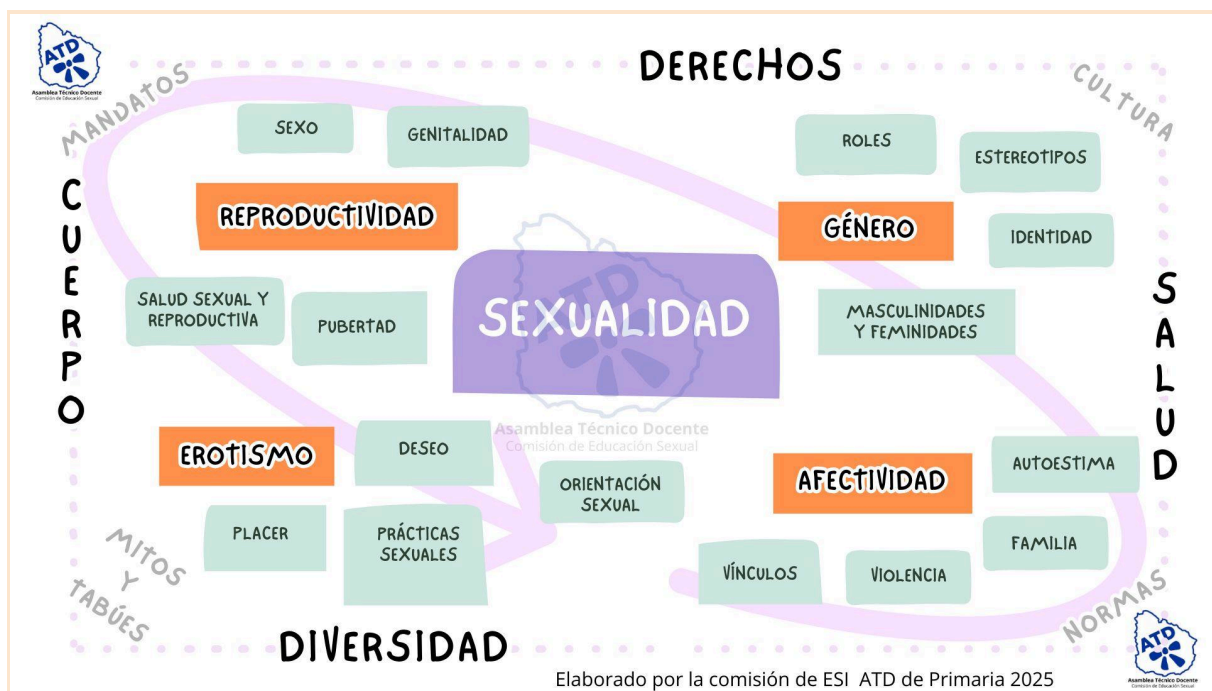 ATD
Asamblea Técnico Docente
Comisión de Educación Sexual
DERECHOS
MANDATOS
CULTURA
SEXO
GENITALIDAD
ROLES
ESTEREOTIPOS
CUERPO
REPRODUCTIVIDAD
GÉNERO
IDENTIDAD
SALUD
SALUD SEXUAL Y
REPRODUCTIVA
PUBERTAD
SEXUALIDAD
MASCULINIDADES
Y FEMINIDADES
ATD
Asamblea Técnico Docente
Comisión de Educación Sexual
EROTISMO
DESEO
ORIENTACIÓN
SEXUAL
AFECTIVIDAD
AUTOESTIMA
PLACER
PRÁCTICAS
SEXUALES
VÍNCULOS
VIOLENCIA
FAMILIA
MITOS
Y
TABÚES
NORMAS
DIVERSIDAD
ATD
Asamblea Técnico Docente
Comisión de Educación Sexual
Elaborado por la comisión de ESI ATD de Primaria 2025